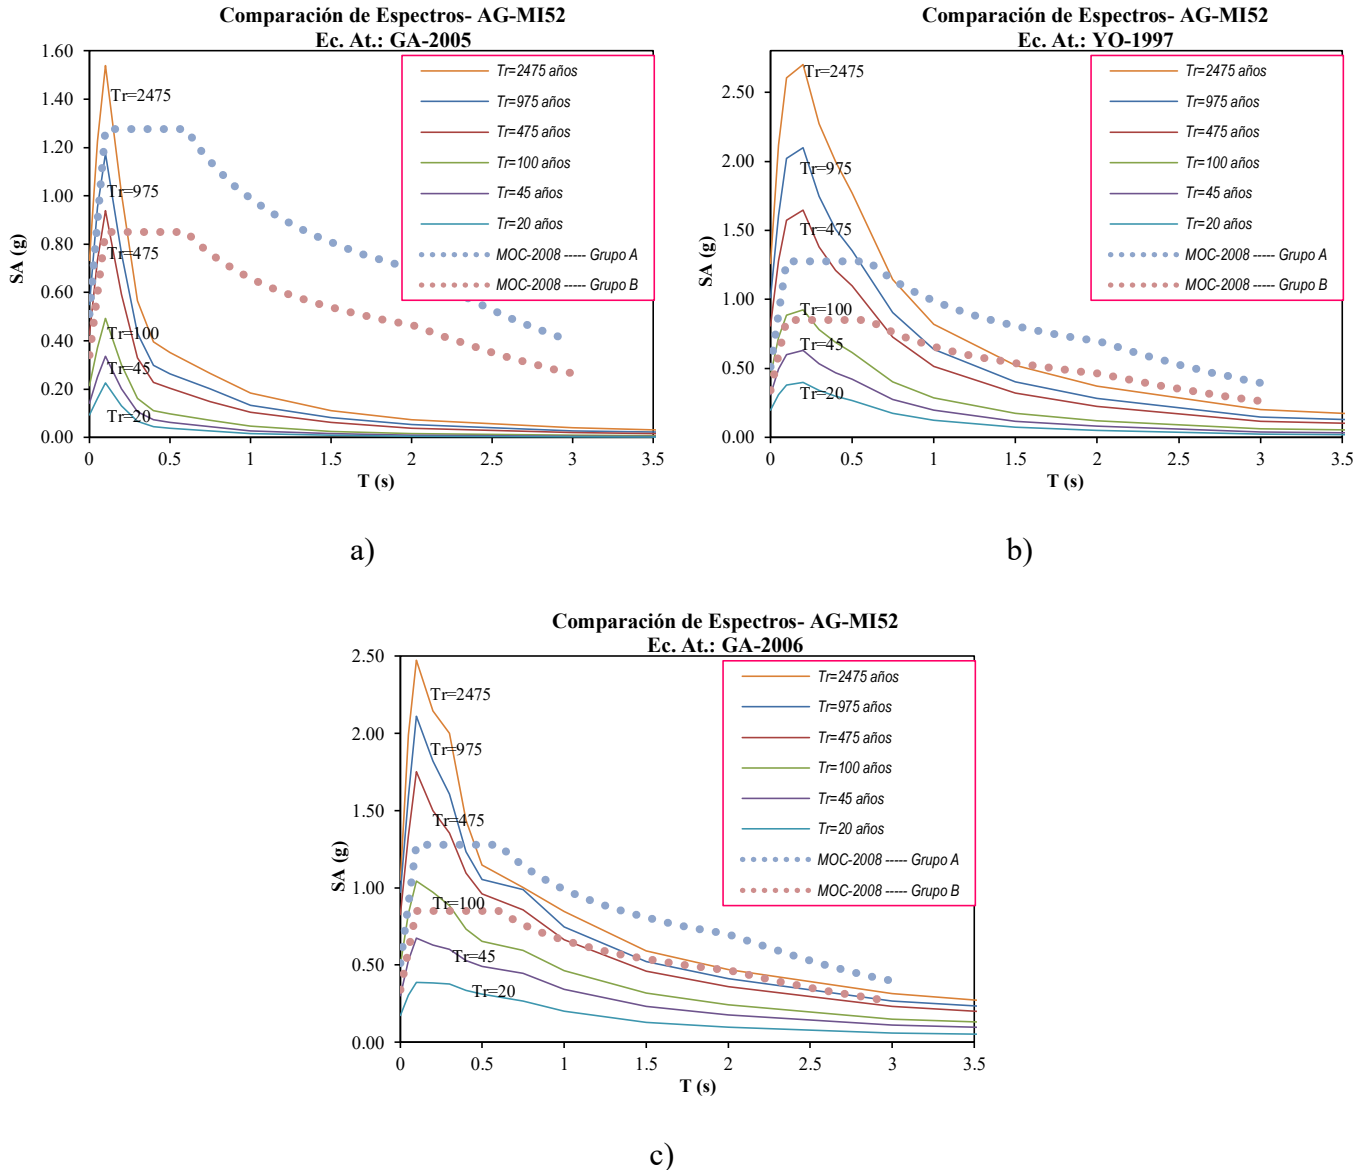 Comparación de Espectros- AG-MI52
Ec. At.: GA-2005
SA (g)
1.60
1.40
1.20
1.00
0.80
0.60
0.40
0.20
0.00
0
0.5
1
1.5
2
2.5
3
3.5
T (s)
Tr=2475
Tr=975
Tr=475
Tr=100
Tr=45
Tr=20
Tr=2475 años
Tr=975 años
Tr=475 años
Tr=100 años
Tr=45 años
Tr=20 años
MOC-2008 ----- Grupo A
MOC-2008 ----- Grupo B
a)
Comparación de Espectros- AG-MI52
Ec. At.: YO-1997
SA (g)
2.50
2.00
1.50
1.00
0.50
0.00
0
0.5
1
1.5
2
2.5
3
3.5
T (s)
Tr=2475
Tr=975
Tr=475
Tr=100
Tr=45
Tr=20
Tr=2475 años
Tr=975 años
Tr=475 años
Tr=100 años
Tr=45 años
Tr=20 años
MOC-2008 ----- Grupo A
MOC-2008 ----- Grupo B
b)
Comparación de Espectros- AG-MI52
Ec. At.: GA-2006
SA (g)
2.50
2.00
1.50
1.00
0.50
0.00
0
0.5
1
1.5
2
2.5
3
3.5
T (s)
Tr=2475
Tr=975
Tr=475
Tr=100
Tr=45
Tr=20
Tr=2475 años
Tr=975 años
Tr=475 años
Tr=100 años
Tr=45 años
Tr=20 años
MOC-2008 ----- Grupo A
MOC-2008 ----- Grupo B
c)